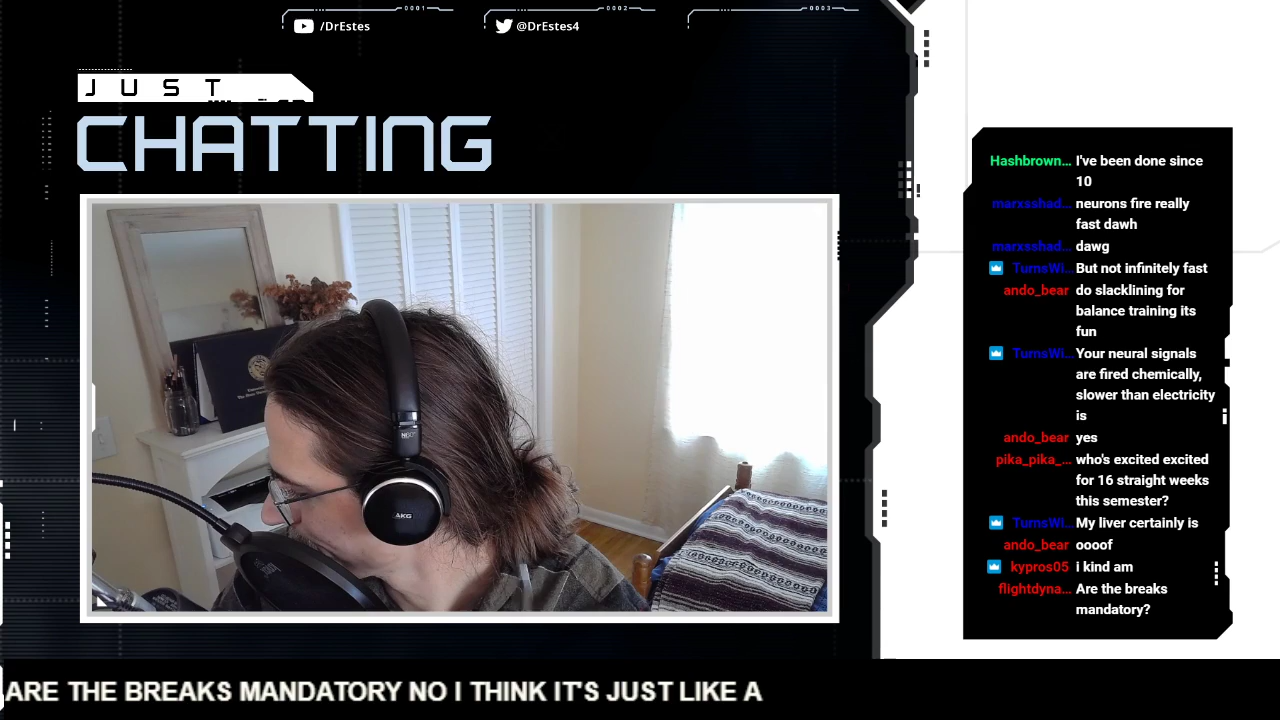 0001
0002
0003
/DrEstes
@DrEstes4
JUST
CHATTING
AKG
Hashbrown... I've been done since
10
marxsshad... neurons fire really
fast dawh
marxsshad... dawg
TurnsWi... But not infinitely fast
ando_bear do slacklining for
balance training its
fun
TurnsWi... Your neural signals
are fired chemically,
slower than electricity
is
ando_bear yes
pika_pika_... who's excited excited
for 16 straight weeks
this semester?
TurnsWi... My liver certainly is
ando_bear oooof
kypros05 i kind am
flightdyna... Are the breaks
mandatory?
ARE THE BREAKS MANDATORY NO I THINK IT'S JUST LIKE A